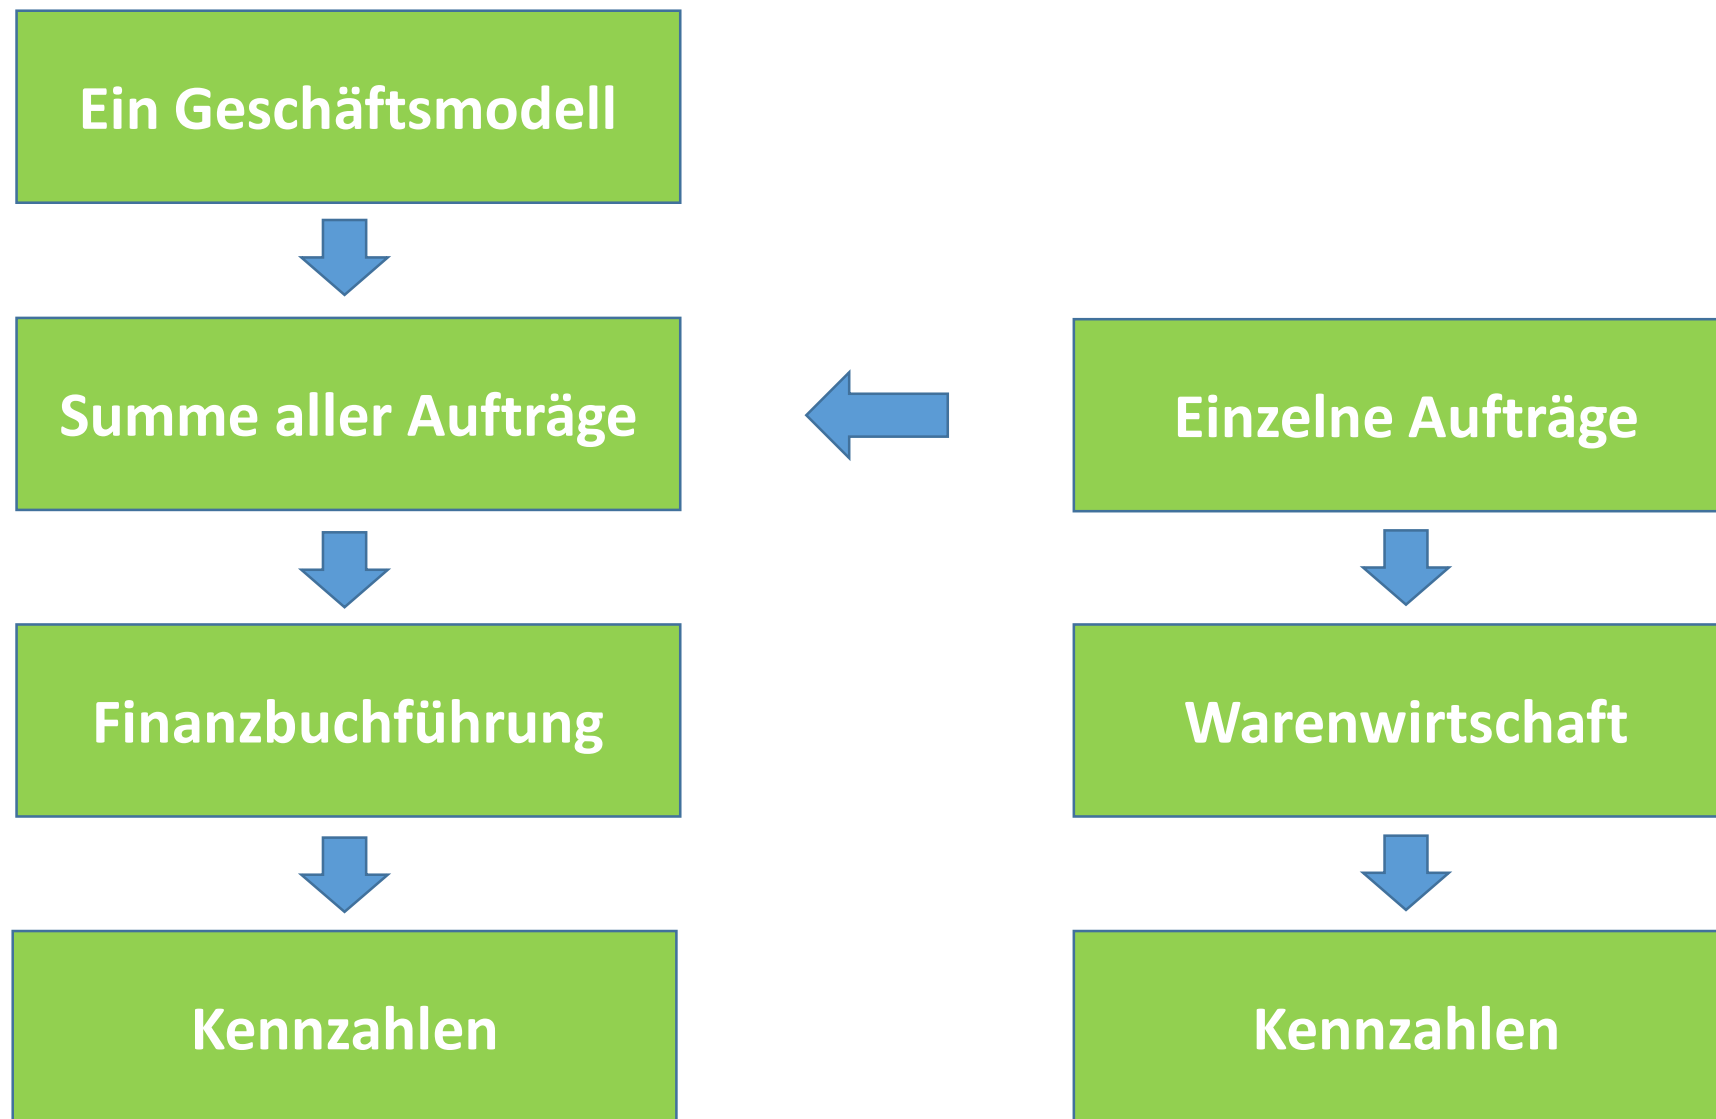 Ein Geschäftsmodell
Summe aller Aufträge
Einzelne Aufträge
Finanzbuchführung
Warenwirtschaft
Kennzahlen
Kennzahlen